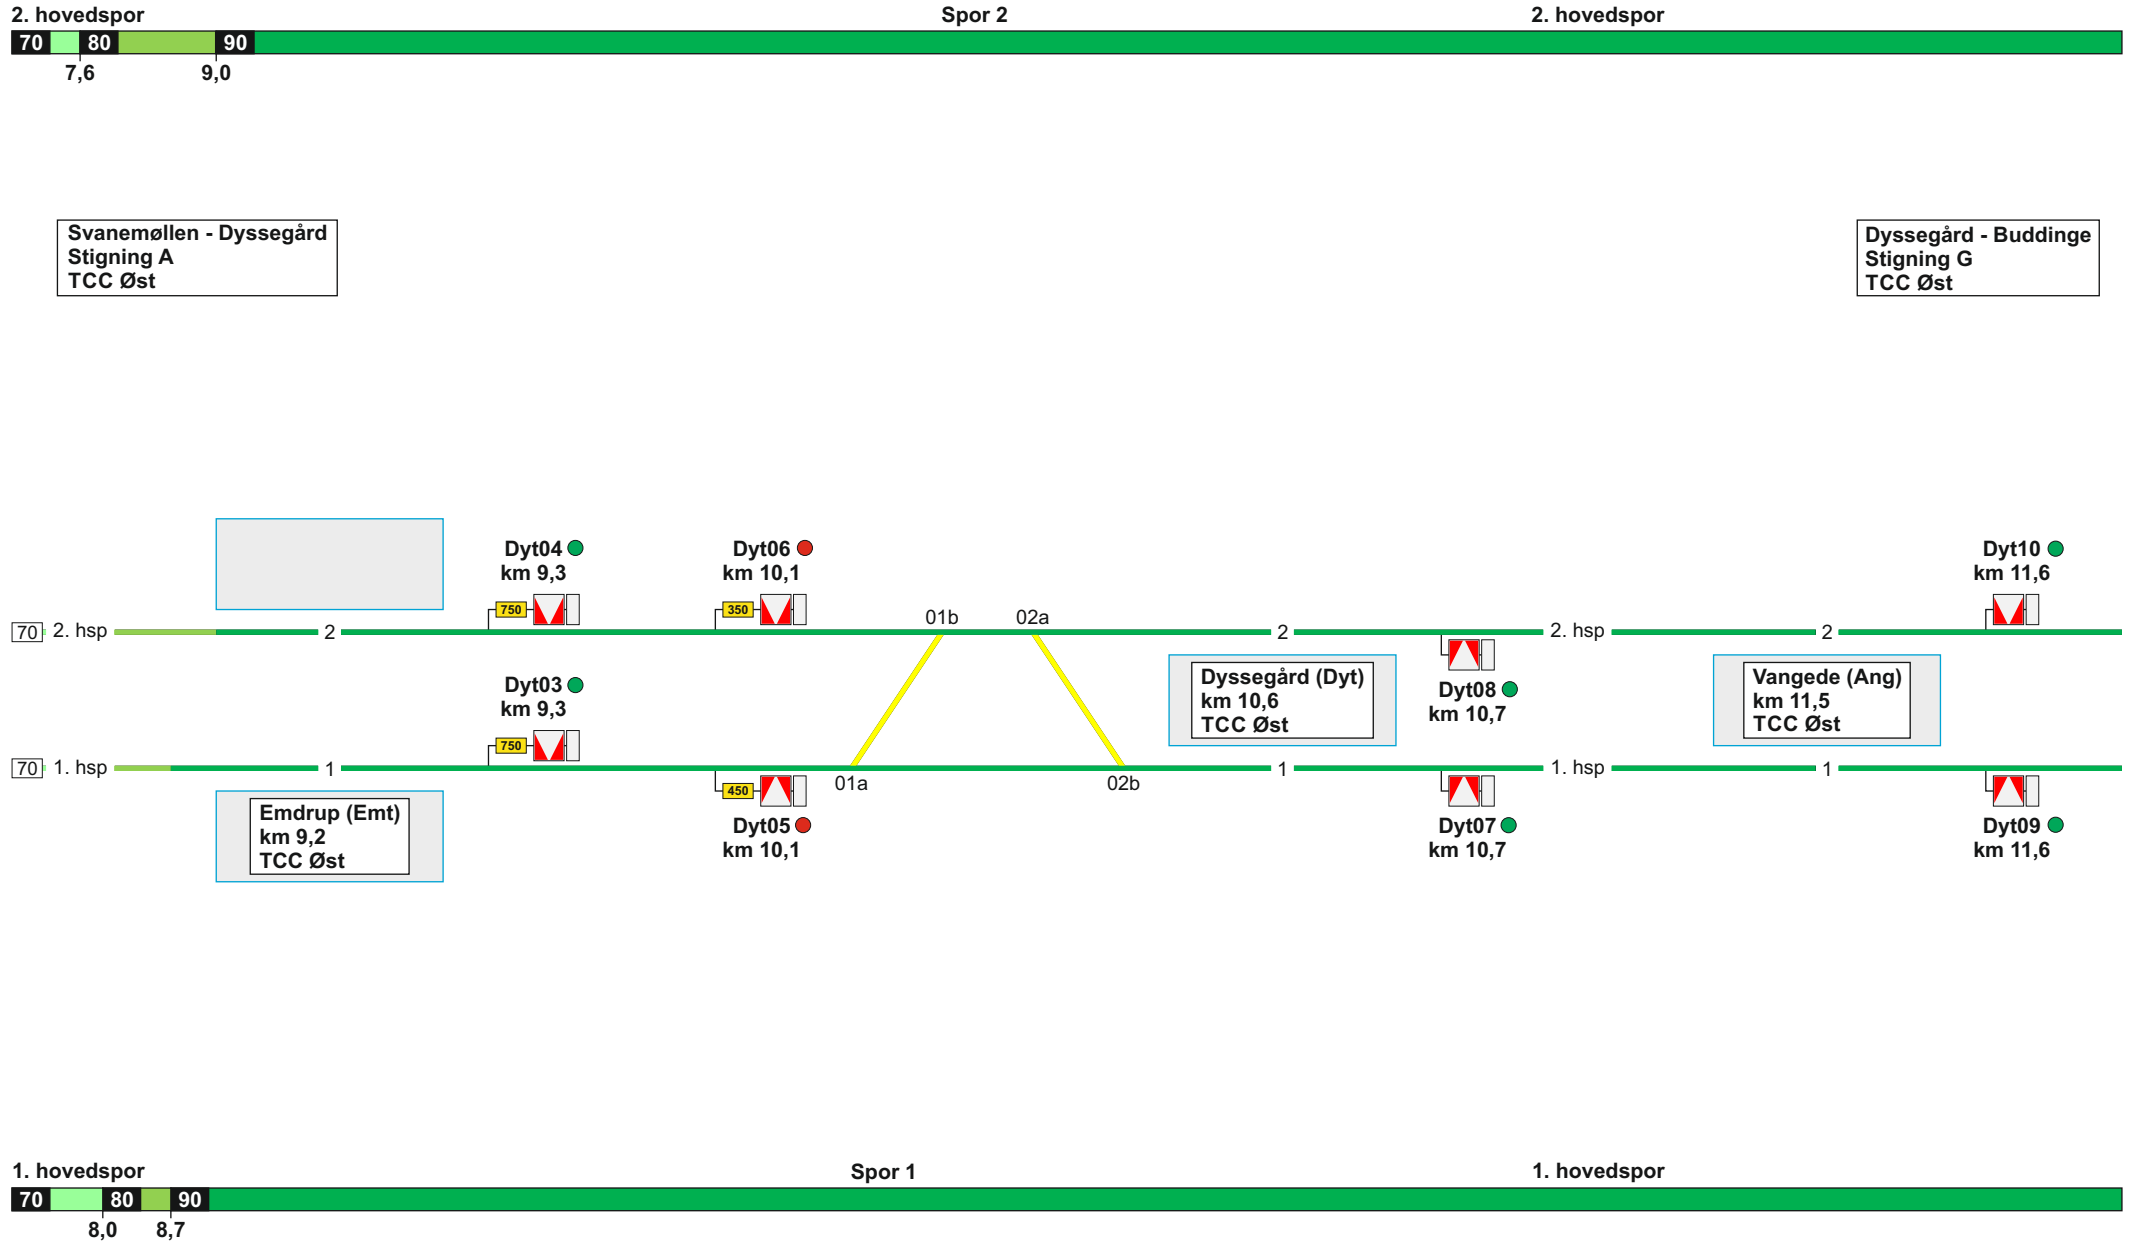 2. hovedspor
Spor 2
2. hovedspor
70
80
90
7,6
9,0
Svanemøllen - Dyssegård
Stigning A
TCC Øst
Dyssegård - Buddinge
Stigning G
TCC Øst
Dyt04
km 9,3
750
Dyt06
km 10,1
350
Dyt10
km 11,6
01b
02a
70
2. hsp
2
2
2. hsp
2
Dyssegård (Dyt)
km 10,6
TCC Øst
Dyt08
km 10,7
Vangede (Ang)
km 11,5
TCC Øst
Dyt03
km 9,3
750
70
1. hsp
1
1
1. hsp
1
01a
02b
Emdrup (Emt)
km 9,2
TCC Øst
450
Dyt05
km 10,1
Dyt07
km 10,7
Dyt09
km 11,6
1. hovedspor
Spor 1
1. hovedspor
70
80
90
8,0
8,7